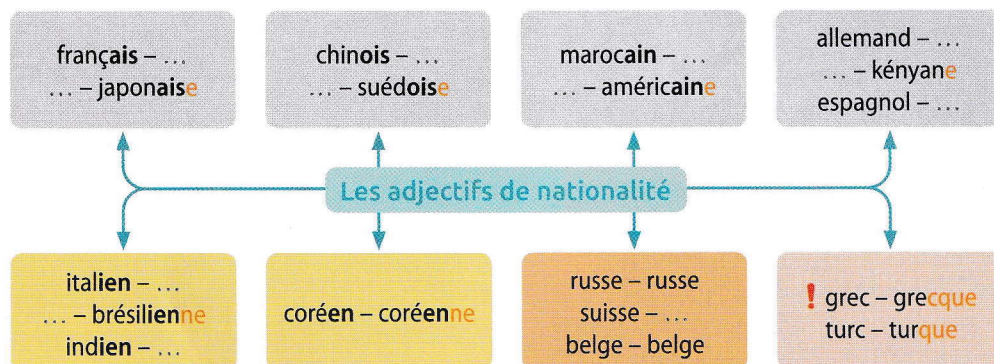 français – ...
... – japonaise
chinois – ...
... – suédoise
marocain – ...
... – américaine
allemand – ...
... – kényane
espagnol – ...
Les adjectifs de nationalité
italien – ...
... – brésilienne
indien – ...
coréen – coréenne
russe – russe
suisse – ...
belge – belge
! grec – grecque
turc – turque